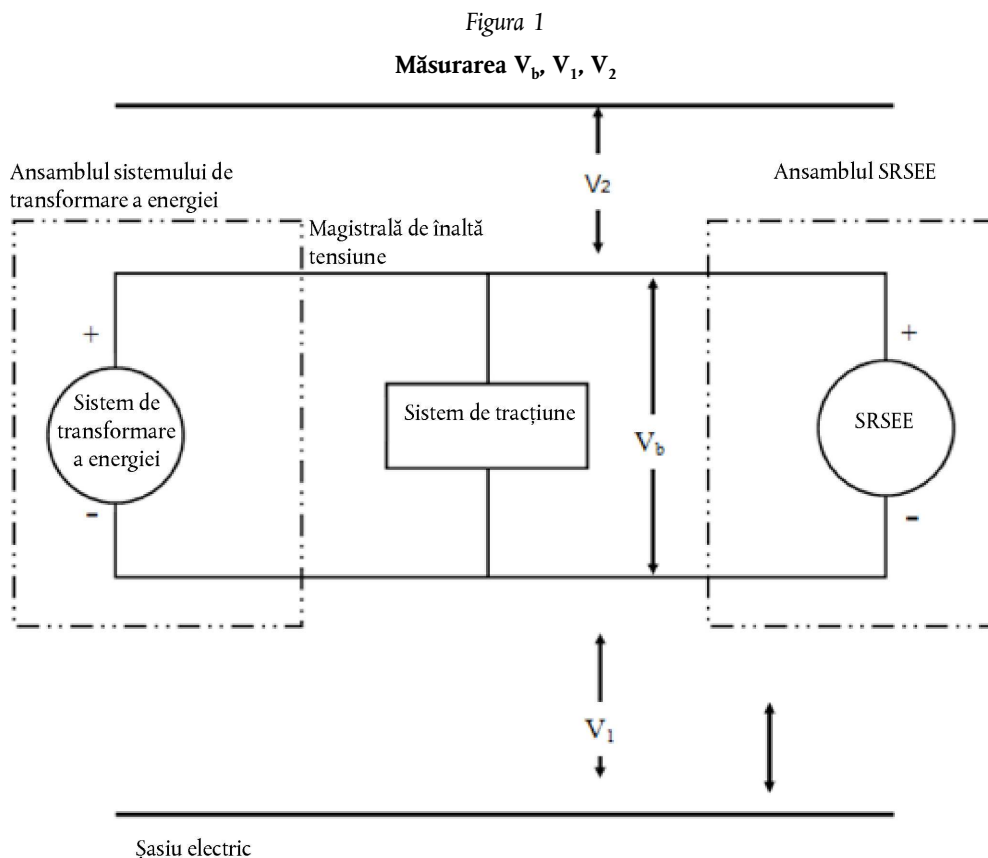 Figura 1
Măsurarea Vb, V1, V2
Ansamblul sistemului de
transformare a energiei
V2
Ansamblul SRSEE
Magistrală de înaltă
tensiune
+
+
Sistem de
transformare
a energiei
Sistem de tracțiune
SRSEE
Vb
-
-
V1
Șasiu electric